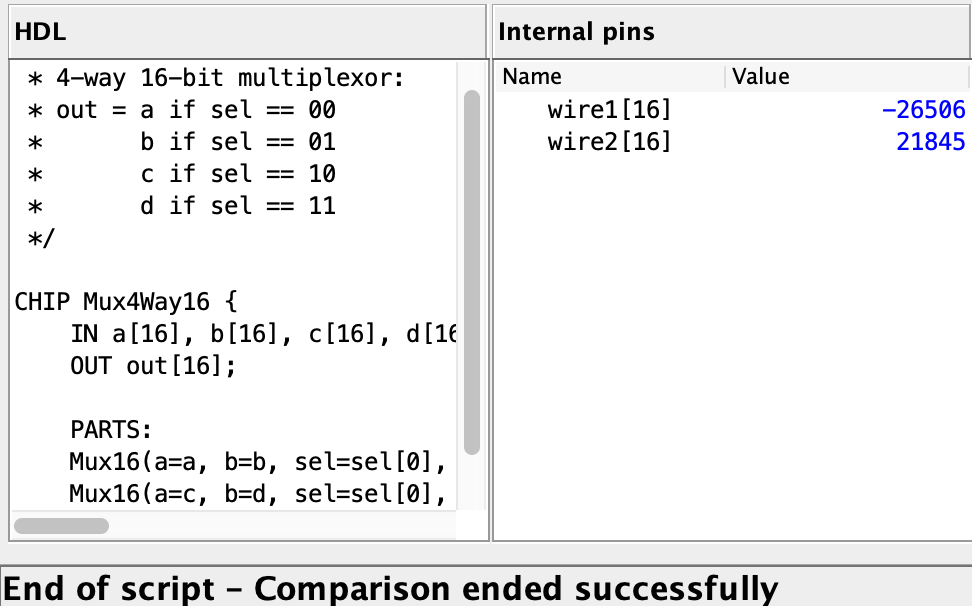 HDL
* 4-way 16-bit multiplexor:
* out = a if sel == 00
*       b if sel == 01
*       c if sel == 10
*       d if sel == 11
*/
CHIP Mux4Way16 {
IN a[16], b[16], c[16], d[16
OUT out[16];
PARTS:
Mux16(a=a, b=b, sel=sel[0],
Mux16(a=c, b=d, sel=sel[0],
Internal pins
Name Value
wire1[16] -26506
wire2[16] 21845
End of script - Comparison ended successfully